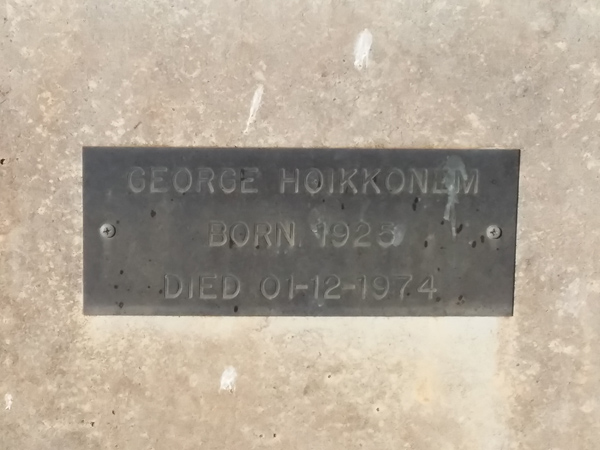 GEORGE HOIKKONEM
BORN. 1925
DIED 01-12-1974